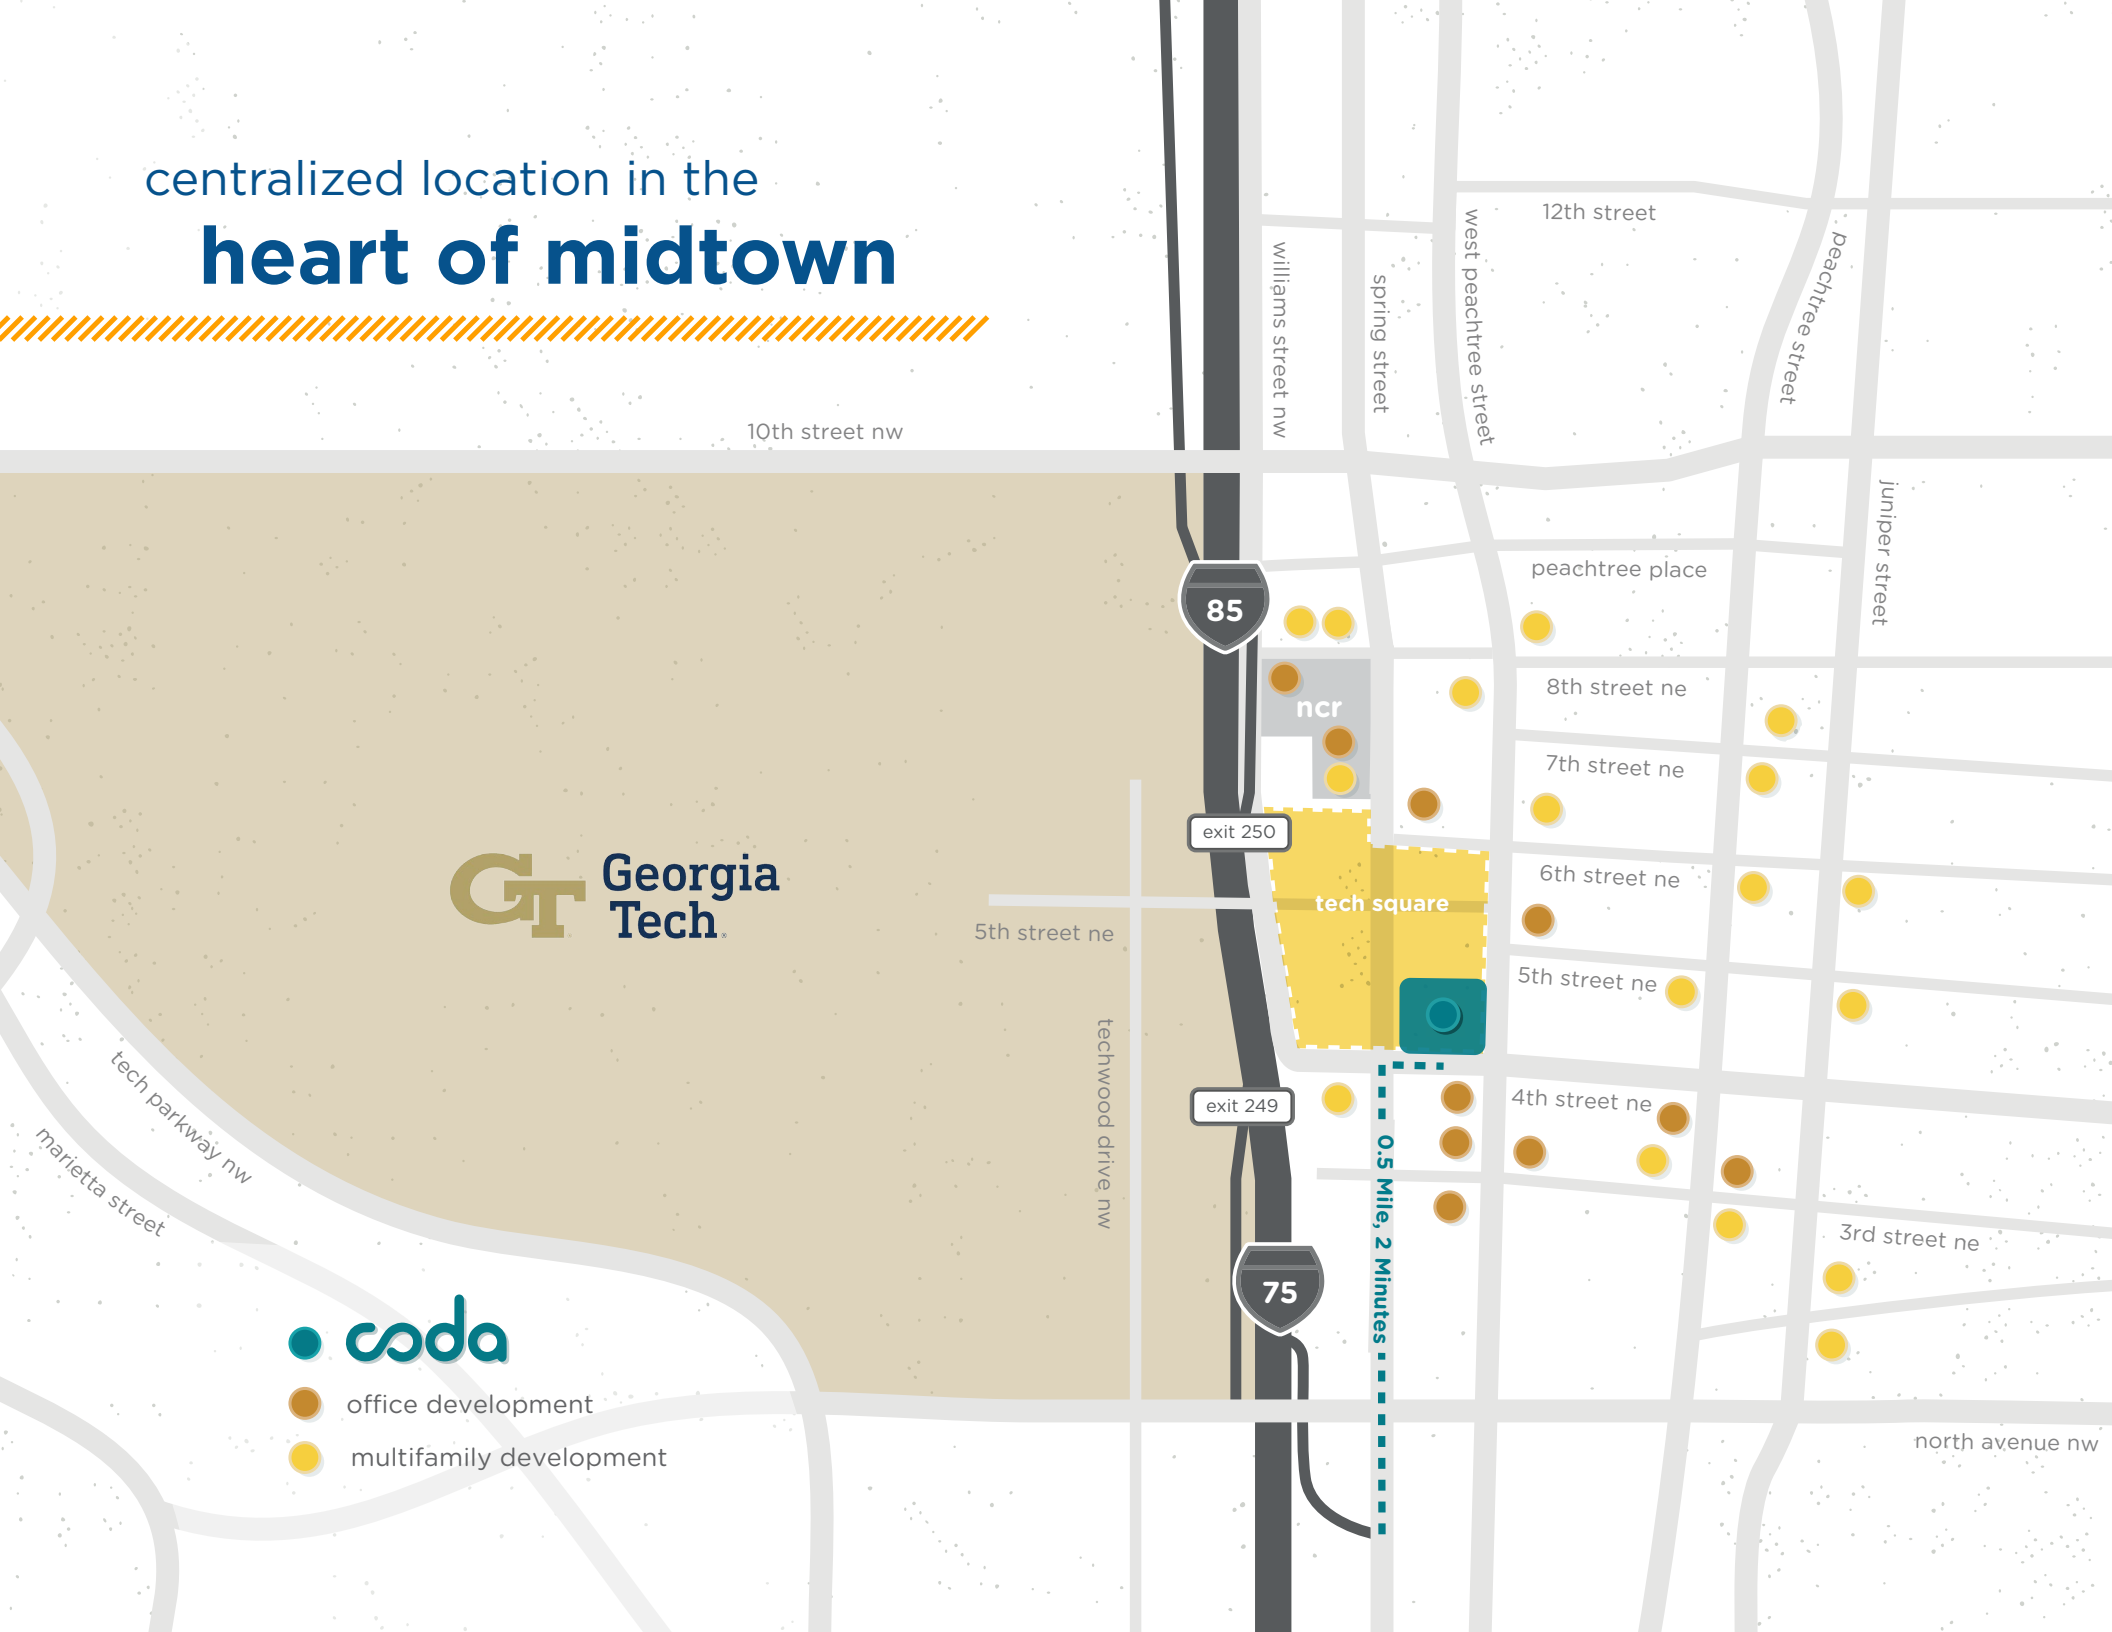 centralized location in the
heart of midtown
12th street
williams street nw
spring street
west peachtree street
peachtree street
10th street nw
juniper street
peachtree place
85
ncr
8th street ne
7th street ne
exit 250
tech square
6th street ne
GT
Georgia
Tech
5th street ne
5th street ne
techwood drive nw
exit 249
4th street ne
tech parkway nw
marietta street
0.5 Mile, 2 Minutes
3rd street ne
75
coda
office development
multifamily development
north avenue nw